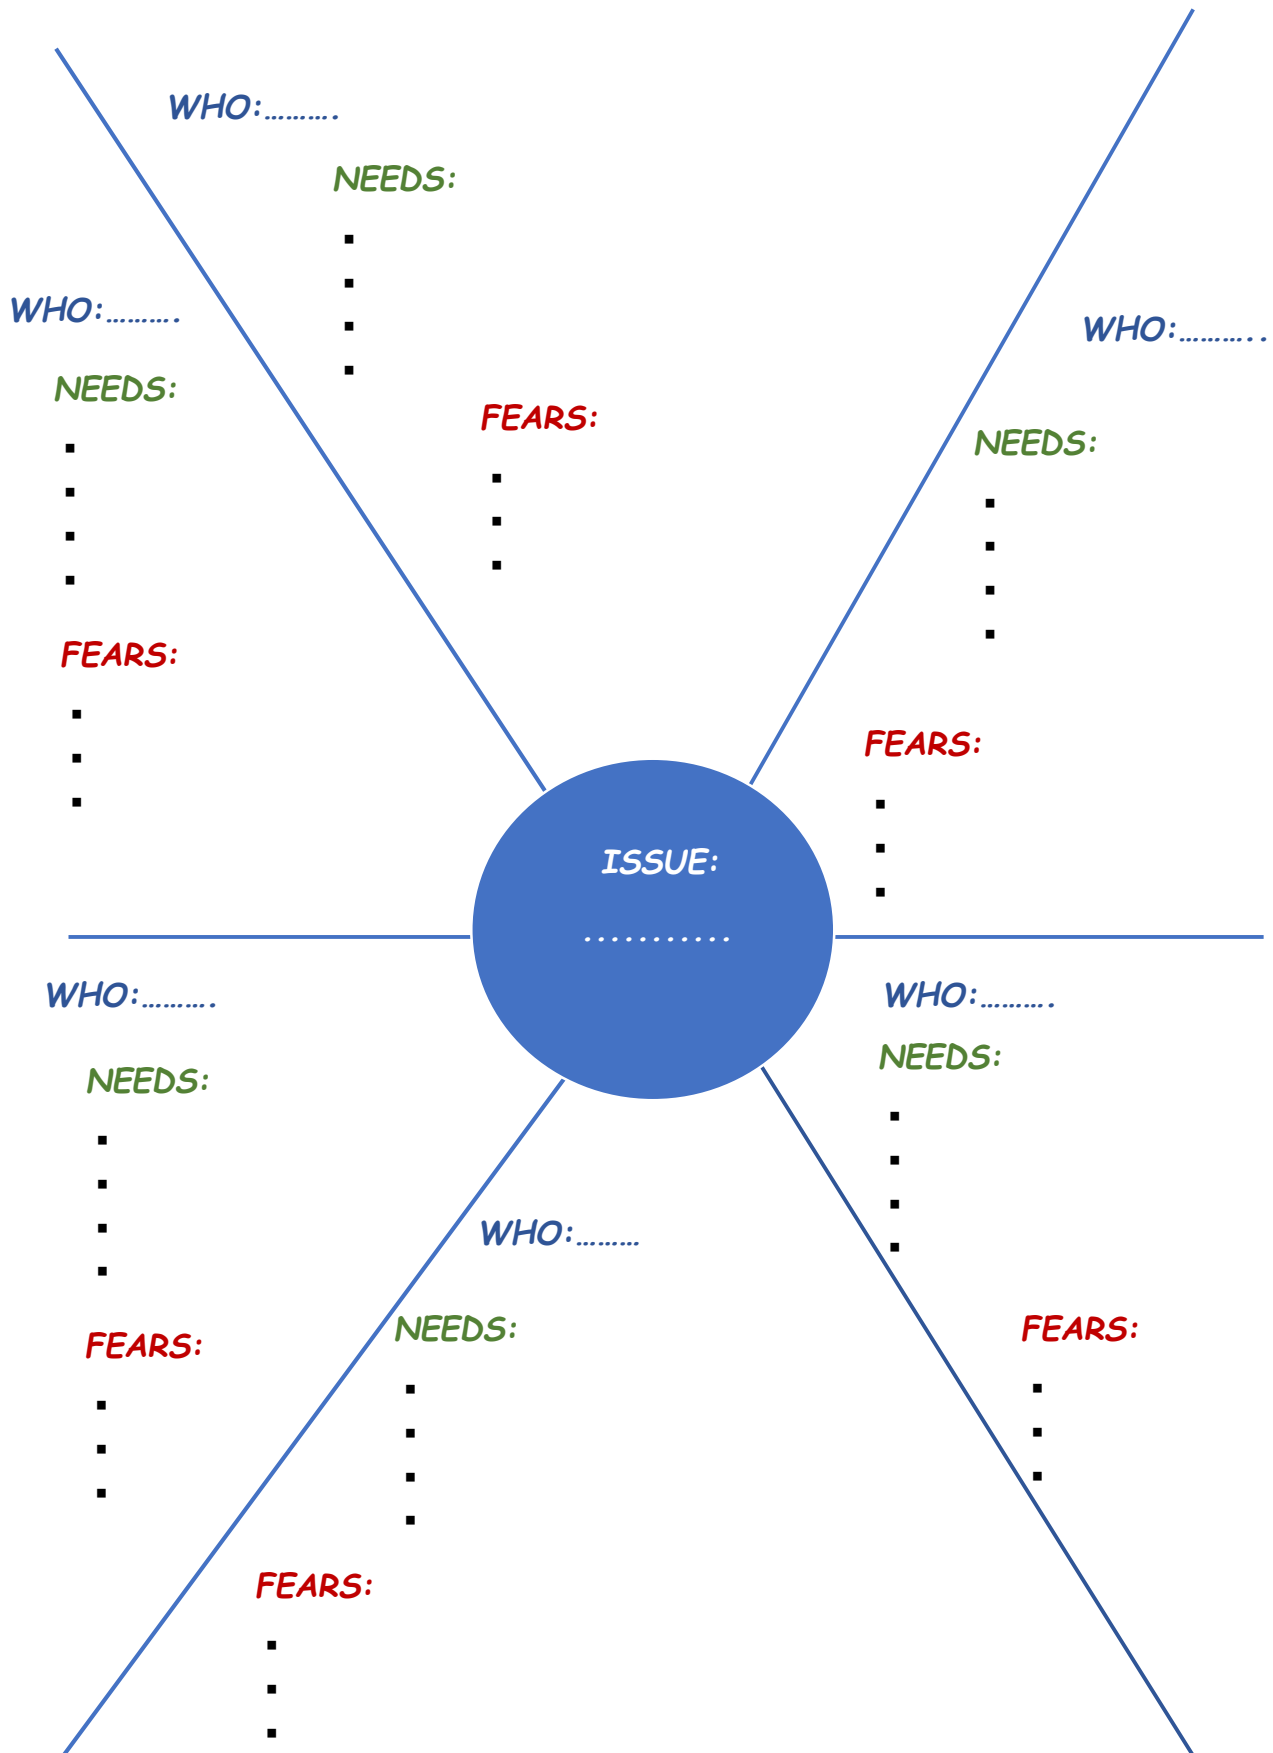 WHO:……….
NEEDS:
▪
▪
▪
▪
FEARS:
▪
▪
▪
WHO:……….
NEEDS:
▪
▪
▪
▪
FEARS:
▪
▪
▪
WHO:………..
NEEDS:
▪
▪
▪
▪
FEARS:
▪
▪
▪
ISSUE:
...........
WHO:……….
NEEDS:
▪
▪
▪
▪
FEARS:
▪
▪
▪
WHO:………
NEEDS:
▪
▪
▪
▪
FEARS:
▪
▪
▪
WHO:……….
NEEDS:
▪
▪
▪
▪
FEARS:
▪
▪
▪